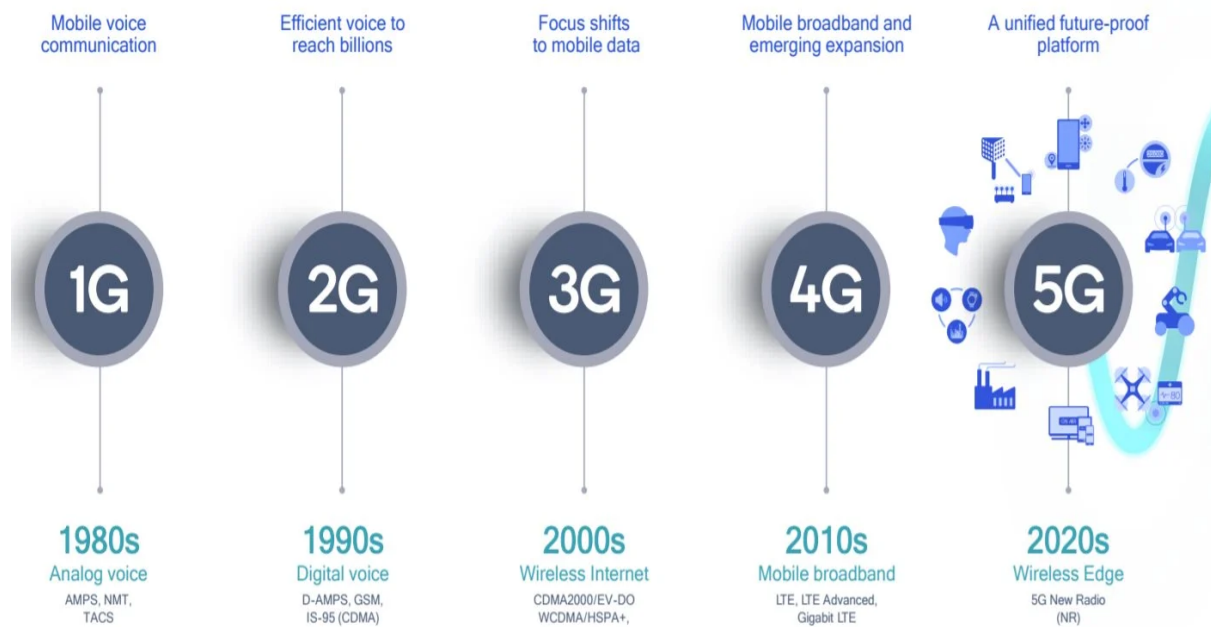 Mobile voice
communication
Efficient voice to
reach billions
Focus shifts
to mobile data
Mobile broadband and
emerging expansion
A unified future-proof
platform
1G
2G
3G
4G
5G
1980s
Analog voice
AMPS, NMT,
TACS
1990s
Digital voice
D-AMPS, GSM,
IS-95 (CDMA)
2000s
Wireless Internet
CDMA2000/EV-DO
WCDMA/HSPA+,
2010s
Mobile broadband
LTE, LTE Advanced,
Gigabit LTE
2020s
Wireless Edge
5G New Radio
(NR)